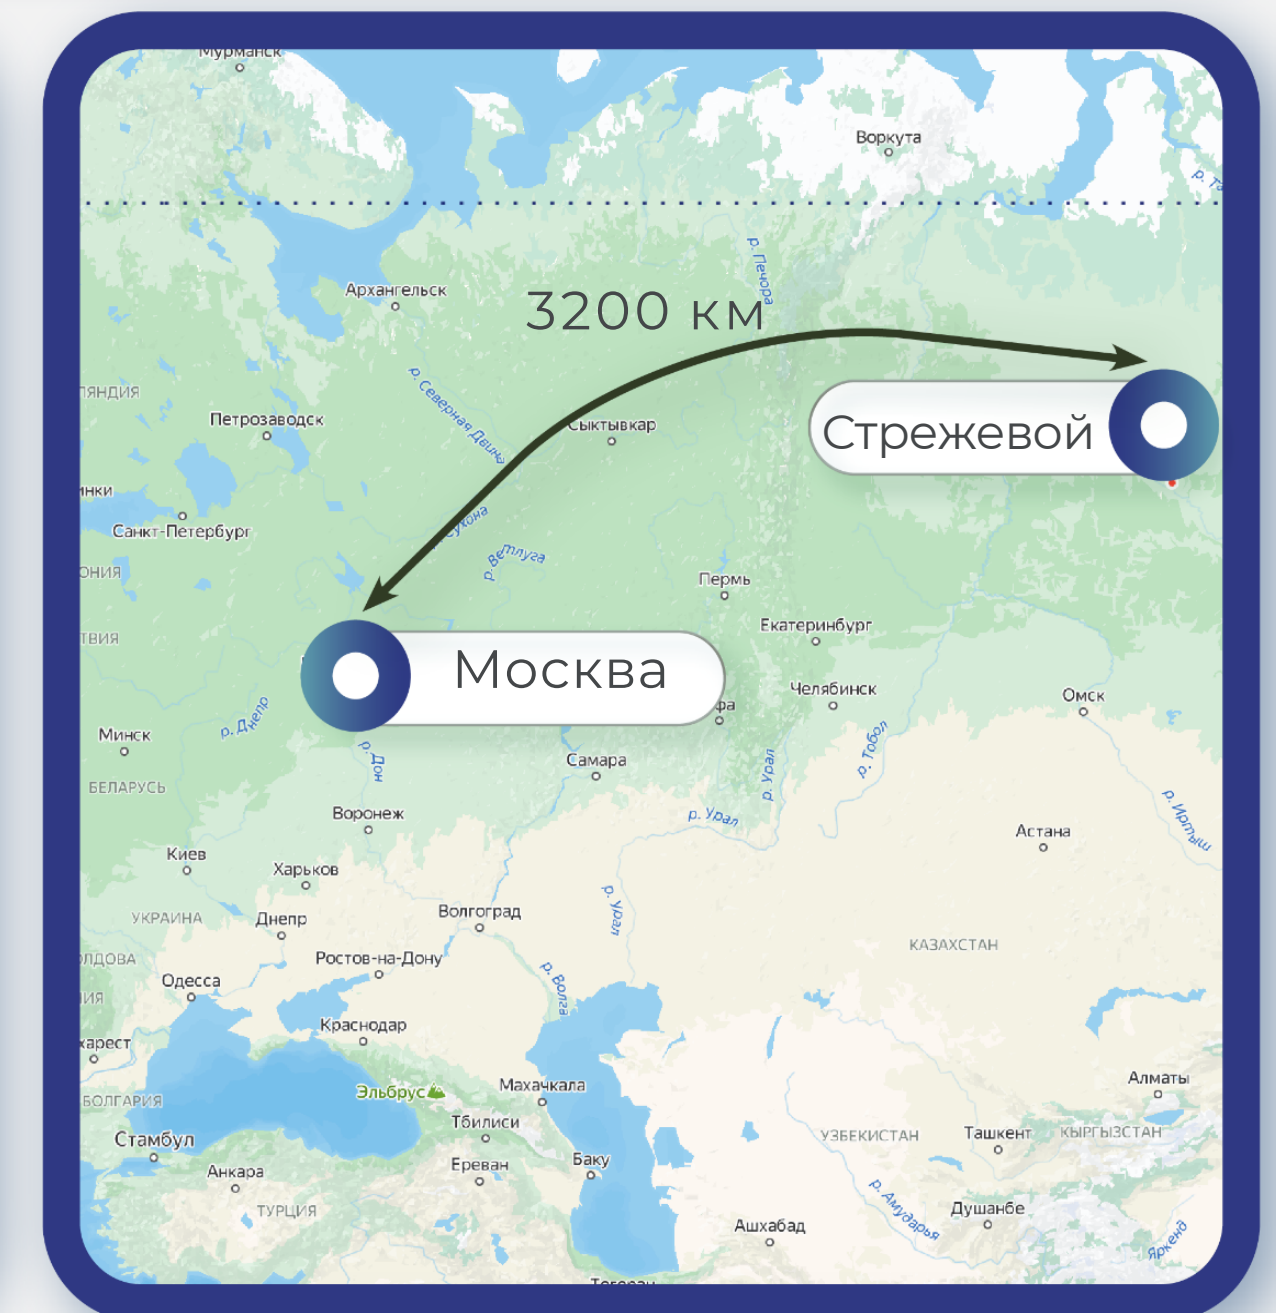 Мурманск
Воркута
р. Печора
Архангельск
3200 км
р. Северная Двина
Петрозаводск
Сыктывкар
Стрежевой
Санкт-Петербург
р. Сухона
р. Ветлуга
Пермь
Екатеринбург
Москва
Челябинск
Омск
р. Днепр
Минск
р. Дон
Самара
р. Урал
р. Тобол
БЕЛАРУСЬ
Воронеж
р. Урал
р. Иртыш
Астана
Киев
Харьков
УКРАИНА
Днепр
Волгоград
р. Урал
КАЗАХСТАН
Ростов-на-Дону
Одесса
р. Волга
Краснодар
Эльбрус
Махачкала
Алматы
БОЛГАРИЯ
Стамбул
Тбилиси
УЗБЕКИСТАН
Ташкент
КЫРГЫЗСТАН
Анкара
Ереван
Баку
ТУРЦИЯ
р. Амударья
Душанбе
Ашхабад
Яркенд